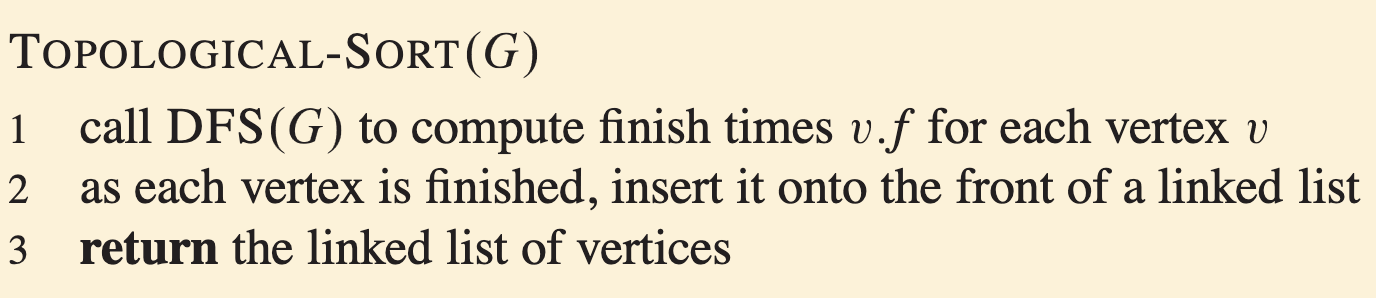 TOPOLOGICAL-SORT(G)
1 call DFS(G) to compute finish times v.f for each vertex v
2 as each vertex is finished, insert it onto the front of a linked list
3 return the linked list of vertices